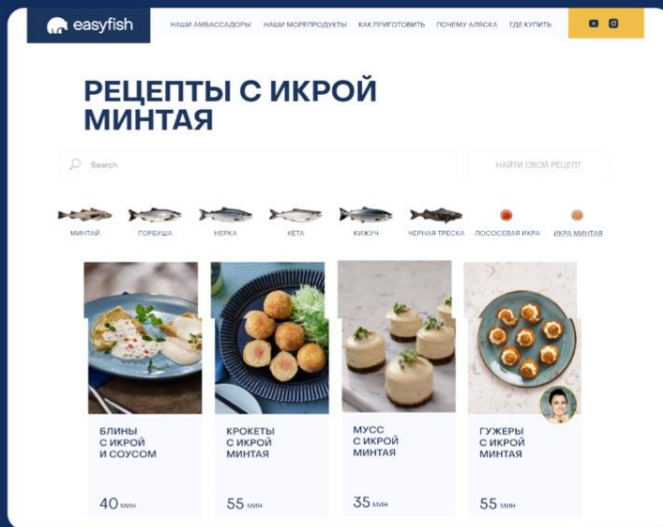 easyfish
НАШИ АМБАССАДОРЫ НАШИ МОРЕПРОДУКТЫ КАК ПРИГОТОВИТЬ ПОЧЕМУ АЛЯСКА ГДЕ КУПИТЬ
РЕЦЕПТЫ С ИКРОЙ
МИНТАЯ
Search
НАЙТИ СВОЙ РЕЦЕПТ
МИНТАЙ ГОРБУША НЕРКА КЕТА КИЖУЧ ЧЕРНАЯ ТРЕСКА ЛОСОСЕВАЯ ИКРА ИКРА МИНТАЯ
БЛИНЫ
С ИКРОЙ
И СОУСОМ
40 МИН
КРОКЕТЫ
С ИКРОЙ
МИНТАЯ
55 МИН
МУСС
С ИКРОЙ
МИНТАЯ
35 МИН
ГУЖЕРЫ
С ИКРОЙ
МИНТАЯ
55 МИН